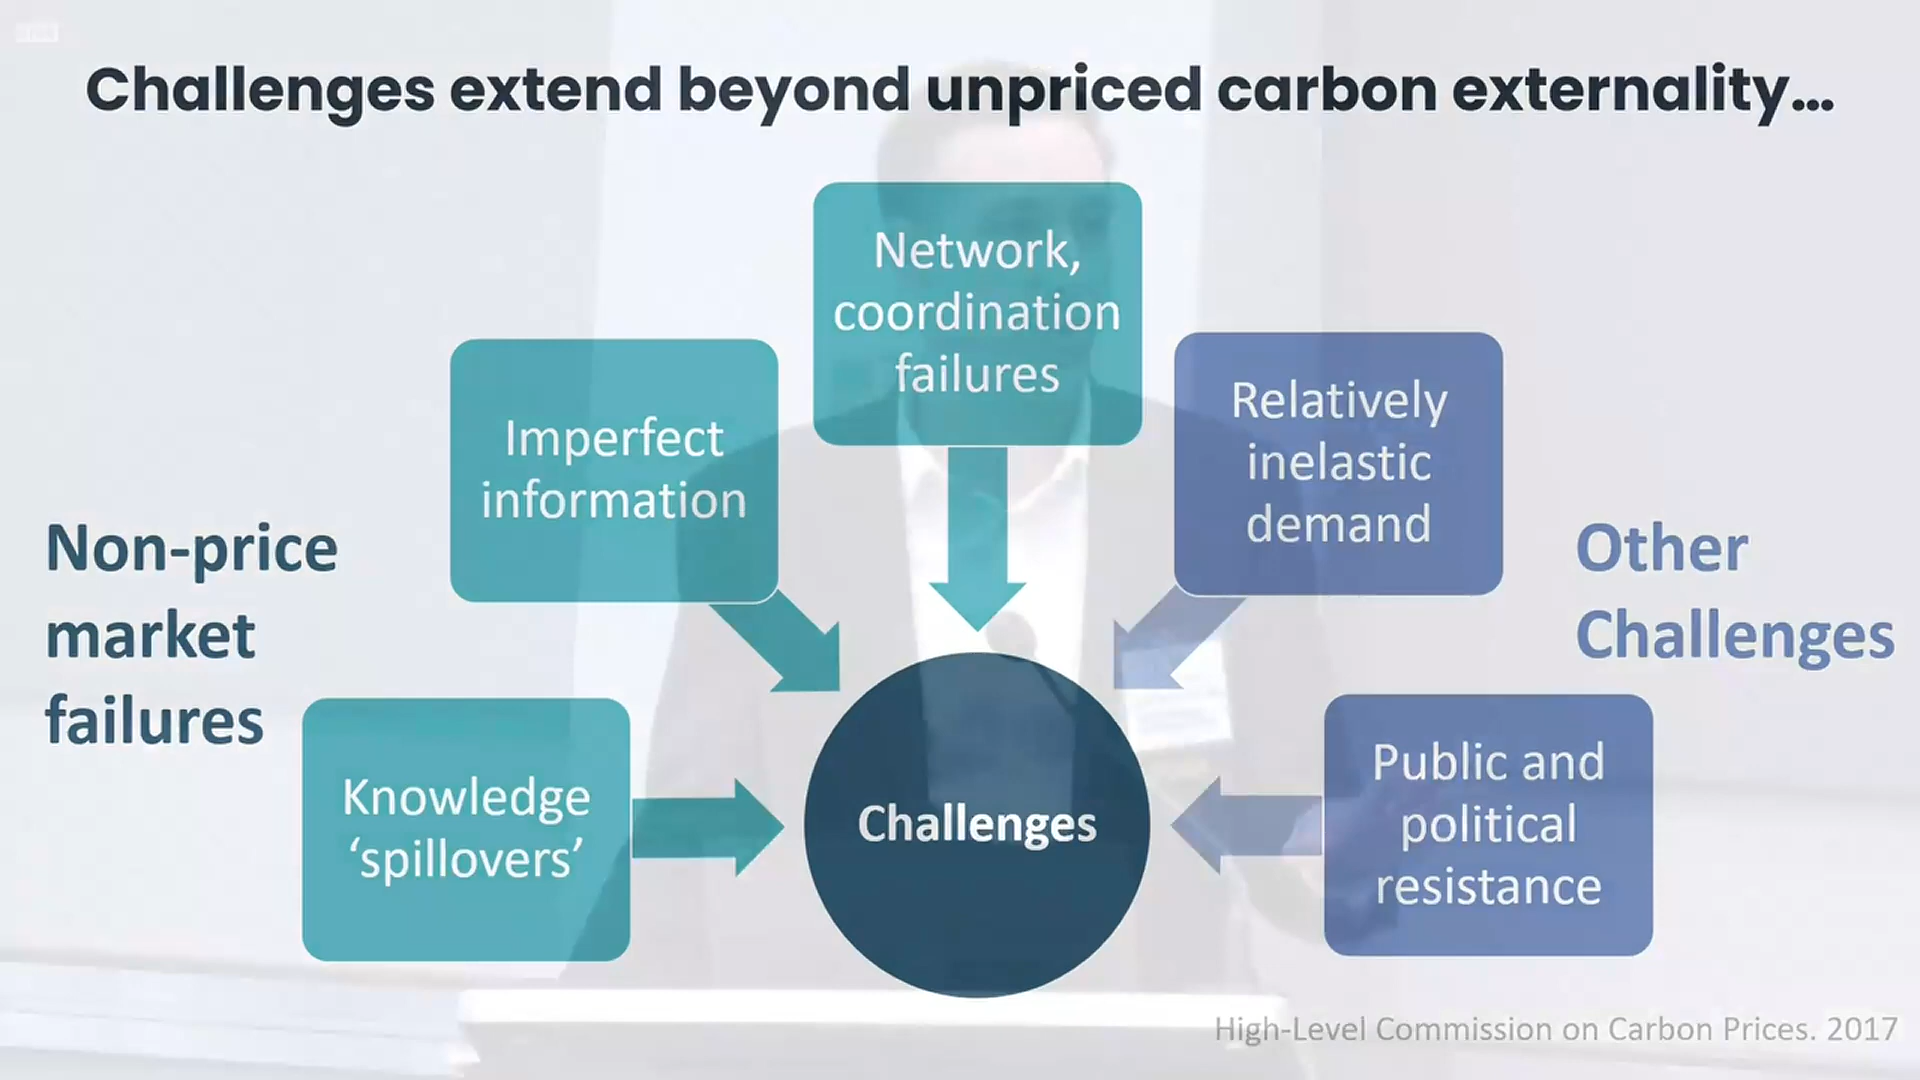 Challenges extend beyond unpriced carbon externality...
Network,
coordination
failures
Imperfect
information
Relatively
inelastic
demand
Non-price
market
failures
Other
Challenges
Knowledge
‘spillovers’
Challenges
Public and
political
resistance
High-Level Commission on Carbon Prices. 2017